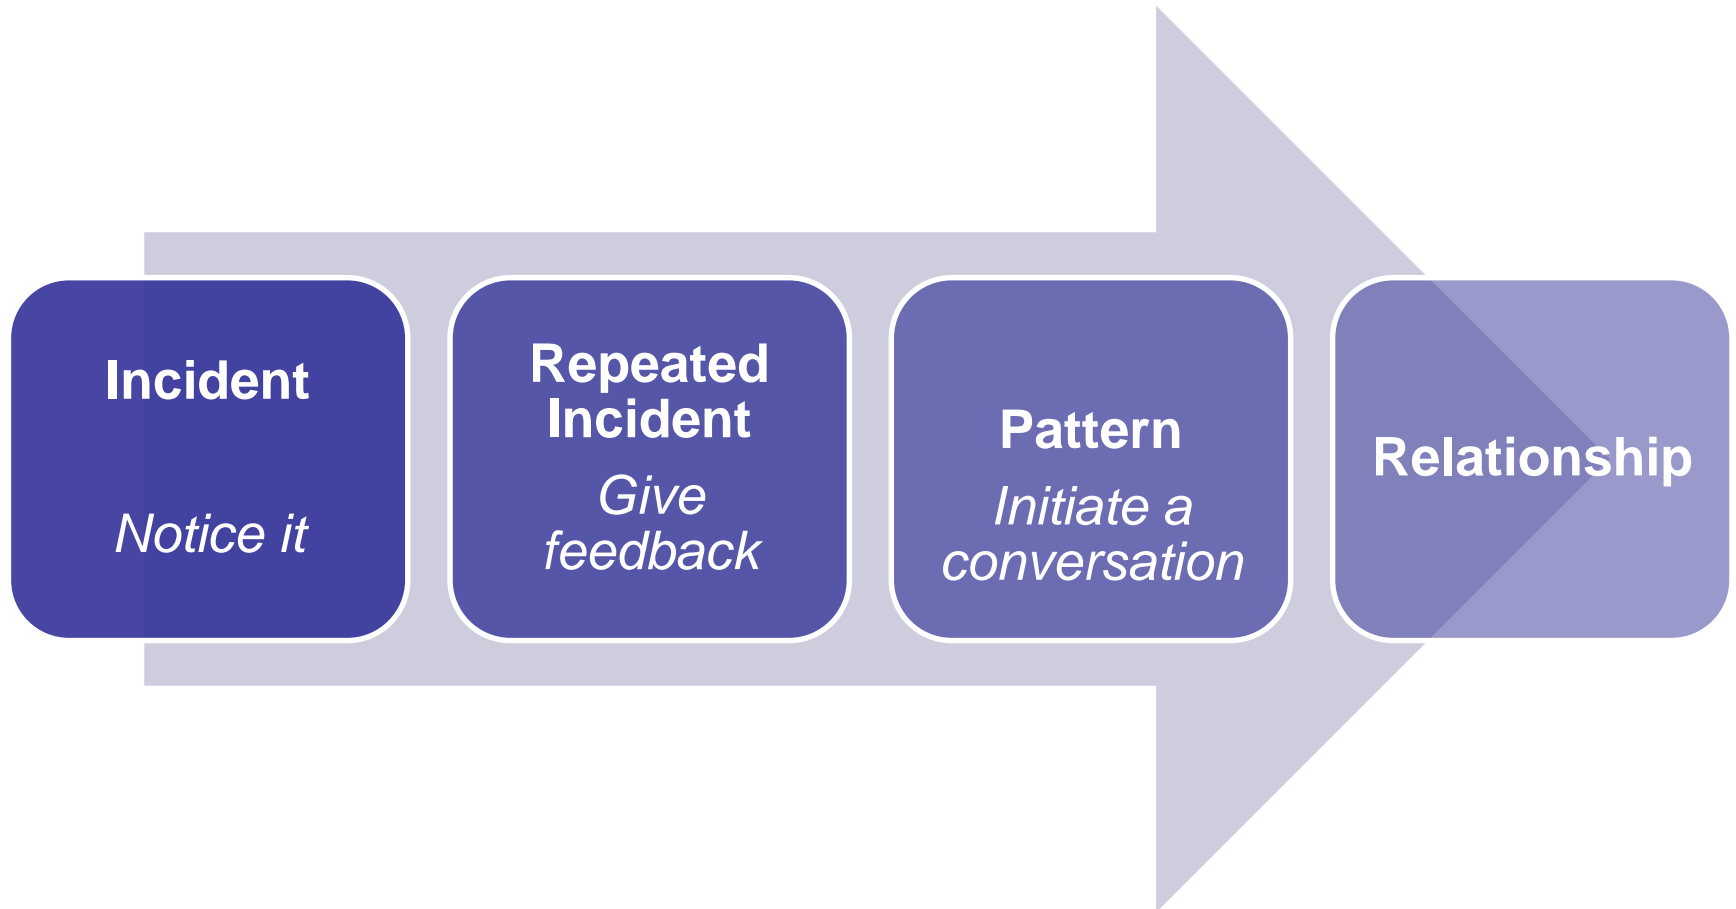 Incident
Notice it
Repeated
Incident
Give
feedback
Pattern
Initiate a
conversation
Relationship